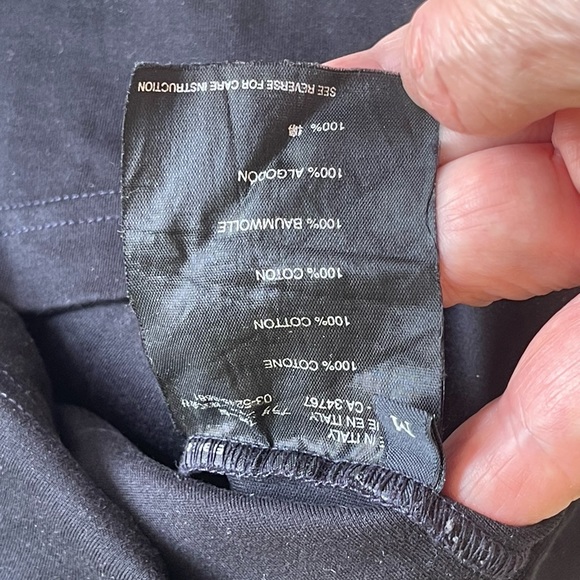 M
IN ITALY
EN ITALY
- CA 34767
100% COTONE
100% COTTON
100% COTON
100% BAUMWOLLE
100% ALGODON
100%
SEE REVERSE FOR CARE INSTRUCTION